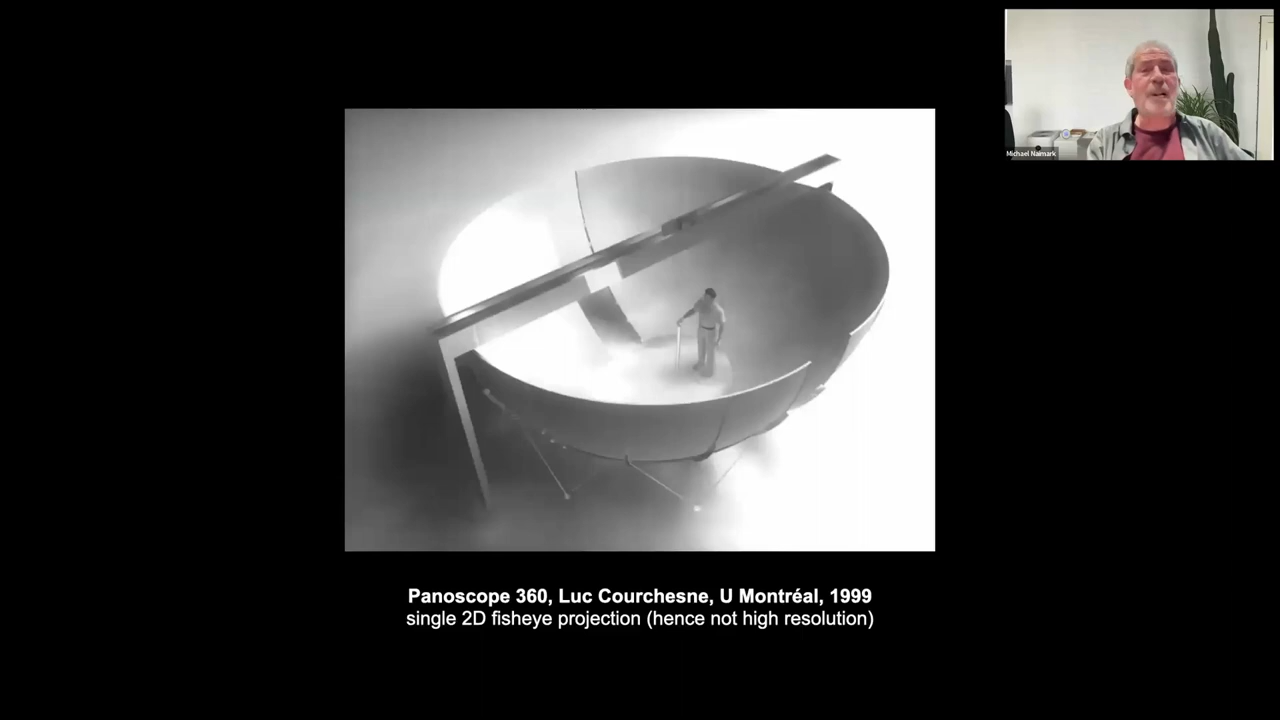 Michael Naimark
Panoscope 360, Luc Courchesne, U Montréal, 1999
single 2D fisheye projection (hence not high resolution)